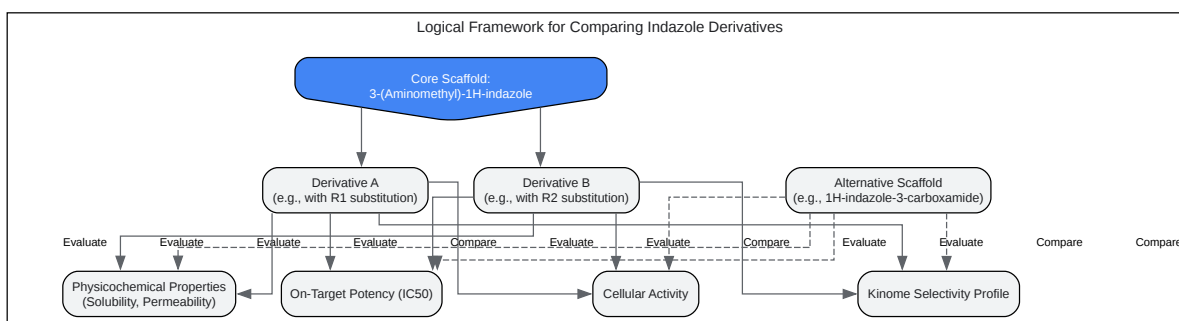 Logical Framework for Comparing Indazole Derivatives
Core Scaffold:
3-(Aminomethyl)-1H-indazole
Derivative A
(e.g., with R1 substitution)
Derivative B
(e.g., with R2 substitution)
Alternative Scaffold
(e.g., 1H-indazole-3-carboxamide)
Evaluate Evaluate Evaluate Evaluate Compare Evaluate Evaluate Compare Evaluate Evaluate Compare Compare
Physicochemical Properties
(Solubility, Permeability)
On-Target Potency (IC50)
Cellular Activity
Kinome Selectivity Profile